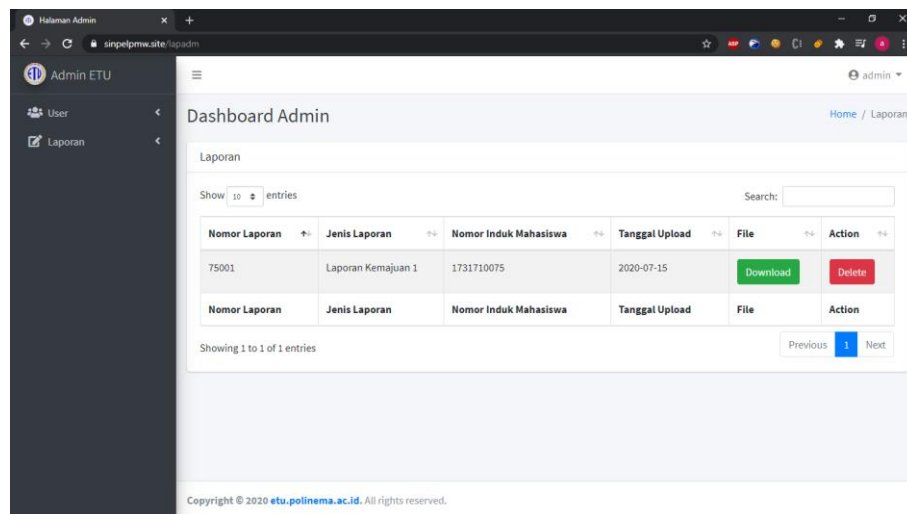 Halaman Admin
sinpelpmw.site/lapadm
ABP
a
ETU Admin ETU
admin
User
Laporan
Dashboard Admin
Home / Laporan
Laporan
Show 10 entries
Search:
Nomor Laporan Jenis Laporan Nomor Induk Mahasiswa Tanggal Upload File Action
75001 Laporan Kemajuan 1 1731710075 2020-07-15 Download Delete
Nomor Laporan Jenis Laporan Nomor Induk Mahasiswa Tanggal Upload File Action
Showing 1 to 1 of 1 entries
Previous 1 Next
Copyright © 2020 etu.polinema.ac.id. All rights reserved.